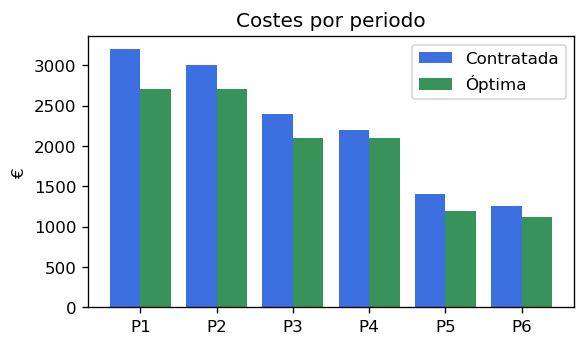 Costes por periodo
Contratada
Óptima
€
3000
2500
2000
1500
1000
500
0
P1 P2 P3 P4 P5 P6